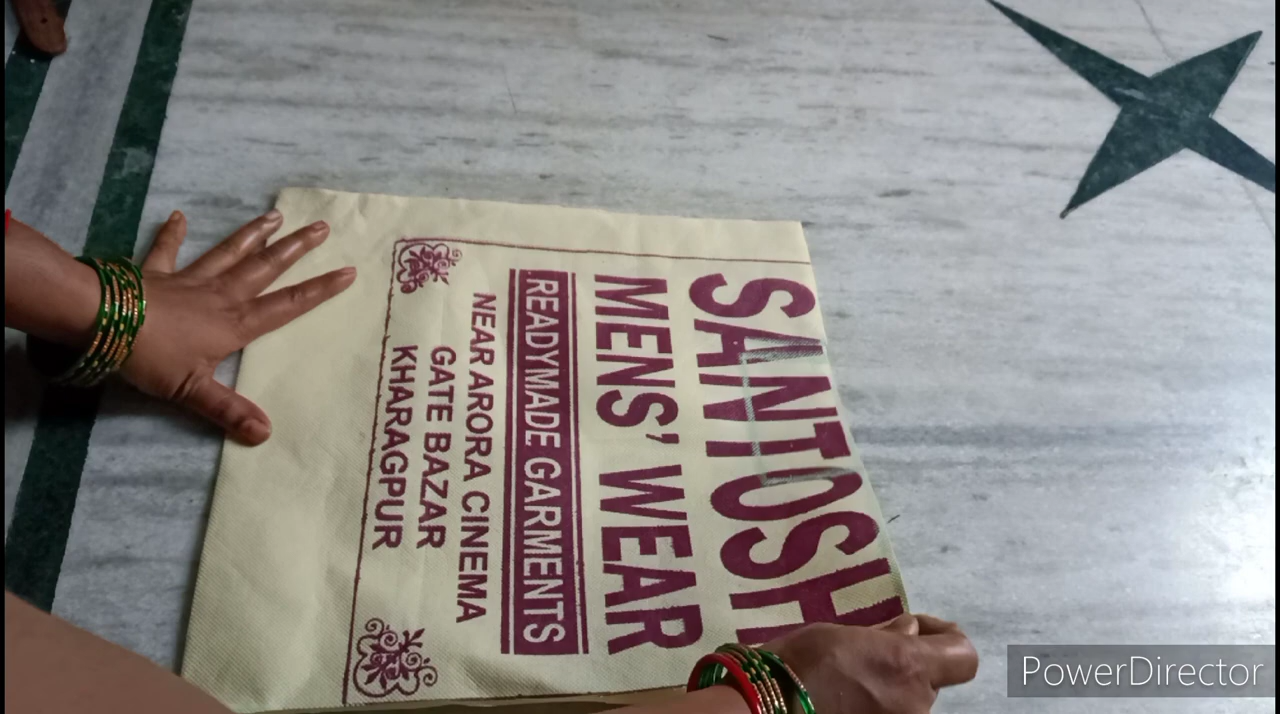 SANTOSH
MENS' WEAR
READYMADE GARMENTS
NEAR ARORA CINEMA
GATE BAZAR
KHARAGPUR
PowerDirector